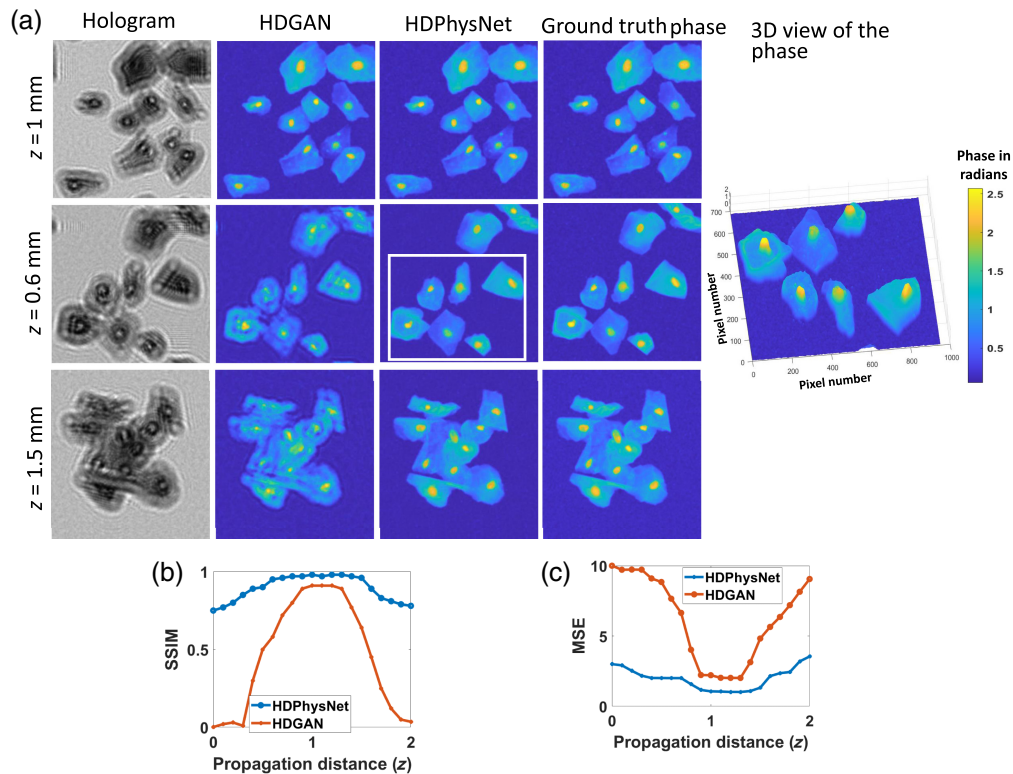 (a)
Hologram
HDGAN
HDPhysNet
Ground truth phase
3D view of the
phase
z = 1 mm
z = 0.6 mm
z = 1.5 mm
Phase in
radians
2.5
2
1.5
1
0.5
2
1
0
700
600
500
400
300
200
100
0
Pixel number
0
200
400
600
800
1000
Pixel number
(b)
SSIM
1
0.5
0
HDPhysNet
HDGAN
0
1
2
Propagation distance (z)
(c)
MSE
10
5
0
HDPhysNet
HDGAN
0
1
2
Propagation distance (z)